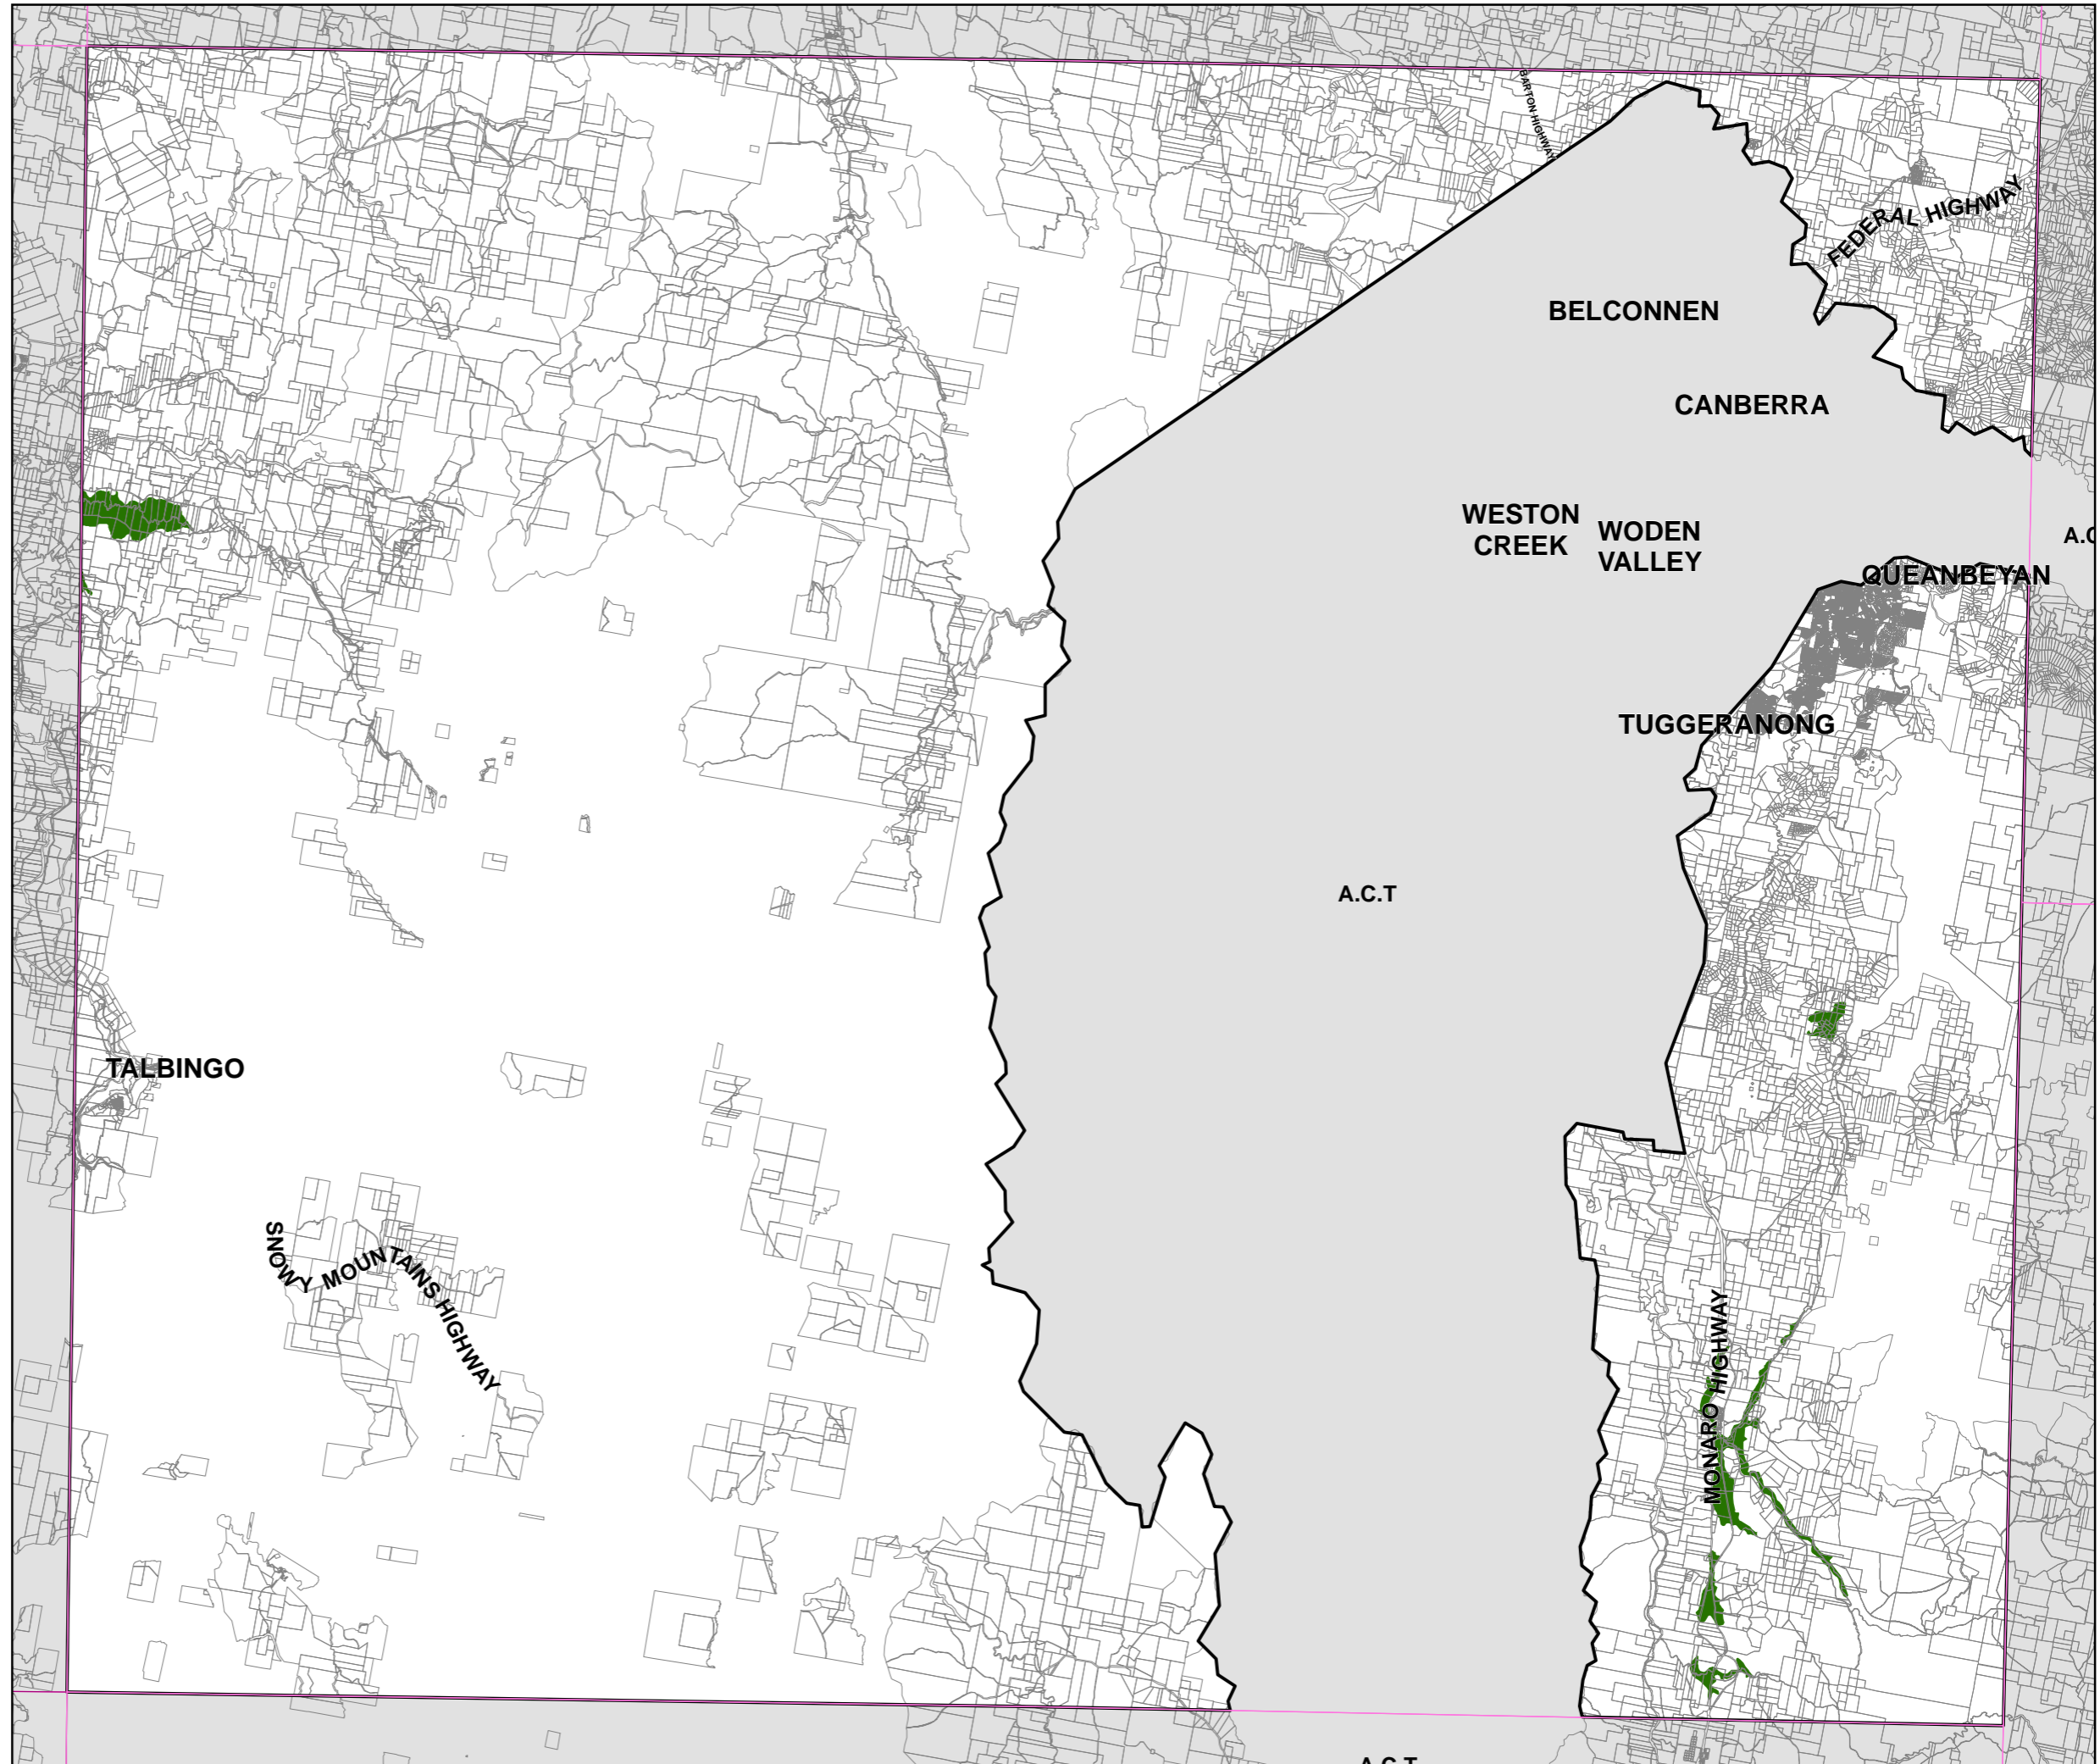 BARTON HIGHWAY
FEDERAL HIGHWAY
BELCONNEN
CANBERRA
WESTON
CREEK
WODEN
VALLEY
A.C
QUEANBEYAN
TUGGERANONG
A.C.T
TALBINGO
SNOWY MOUNTAINS HIGHWAY
MONARO HIGHWAY
A.C.T